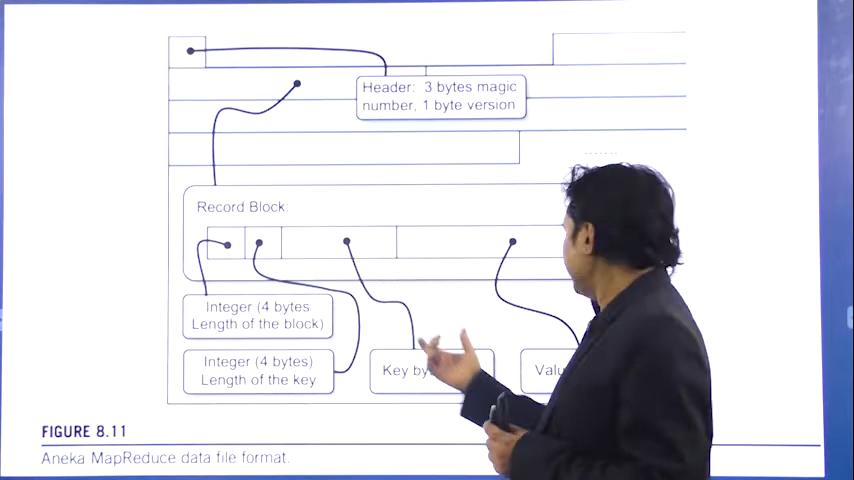 Header: 3 bytes magic
number, 1 byte version
.......
Record Block:
Integer (4 bytes
Length of the block)
Integer (4 bytes)
Length of the key
Key
FIGURE 8.11
Aneka MapReduce data file format.